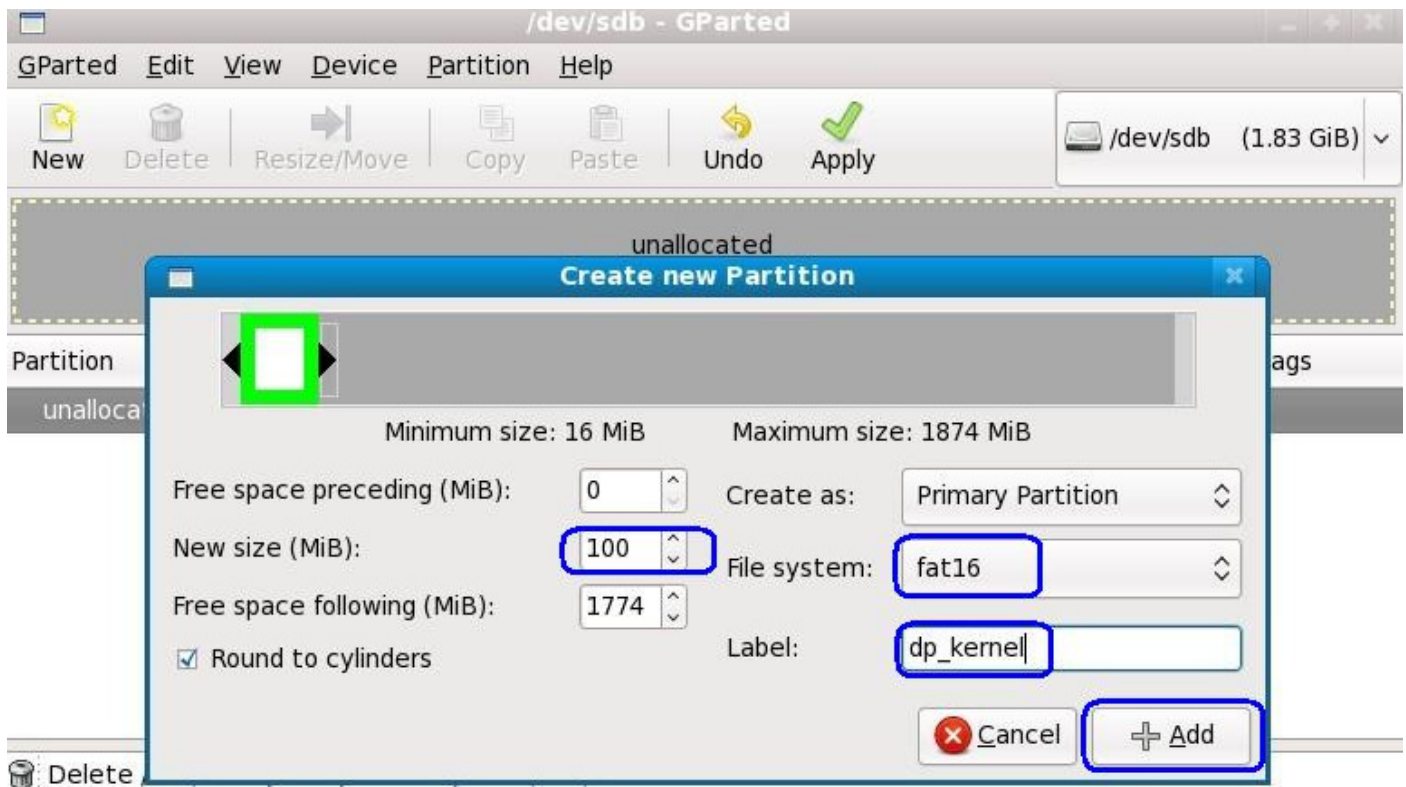 /dev/sdb - GParted
GParted Edit View Device Partition Help
New Delete Resize/Move Copy Paste Undo Apply
/dev/sdb (1.83 GiB)
unallocated
Create new Partition
Partition
ags
unalloca
Minimum size: 16 MiB Maximum size: 1874 MiB
Free space preceding (MiB): 0
Create as: Primary Partition
New size (MiB): 100
File system: fat16
Free space following (MiB): 1774
Label: dp_kernel
Round to cylinders
Cancel Add
Delete